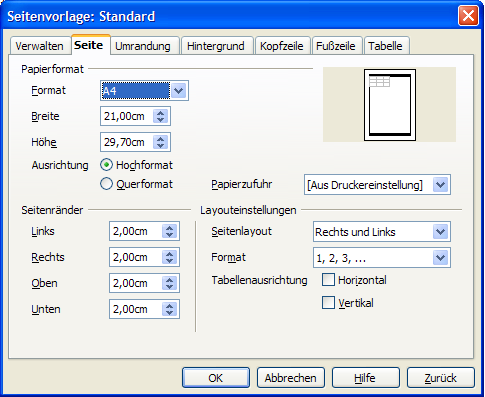 Seitenvorlage: Standard
Verwalten Seite Umrandung Hintergrund Kopfzeile Fußzeile Tabelle
Papierformat
Format A4
Breite 21,00cm
Höhe 29,70cm
Ausrichtung Hochformat
Querformat Papierzufuhr [Aus Druckereinstellung]
Seitenränder Layouteinstellungen
Links 2,00cm Seitenlayout Rechts und Links
Rechts 2,00cm Format 1, 2, 3, ...
Oben 2,00cm Tabellenausrichtung Horizontal
Unten 2,00cm Vertikal
OK Abbrechen Hilfe Zurück